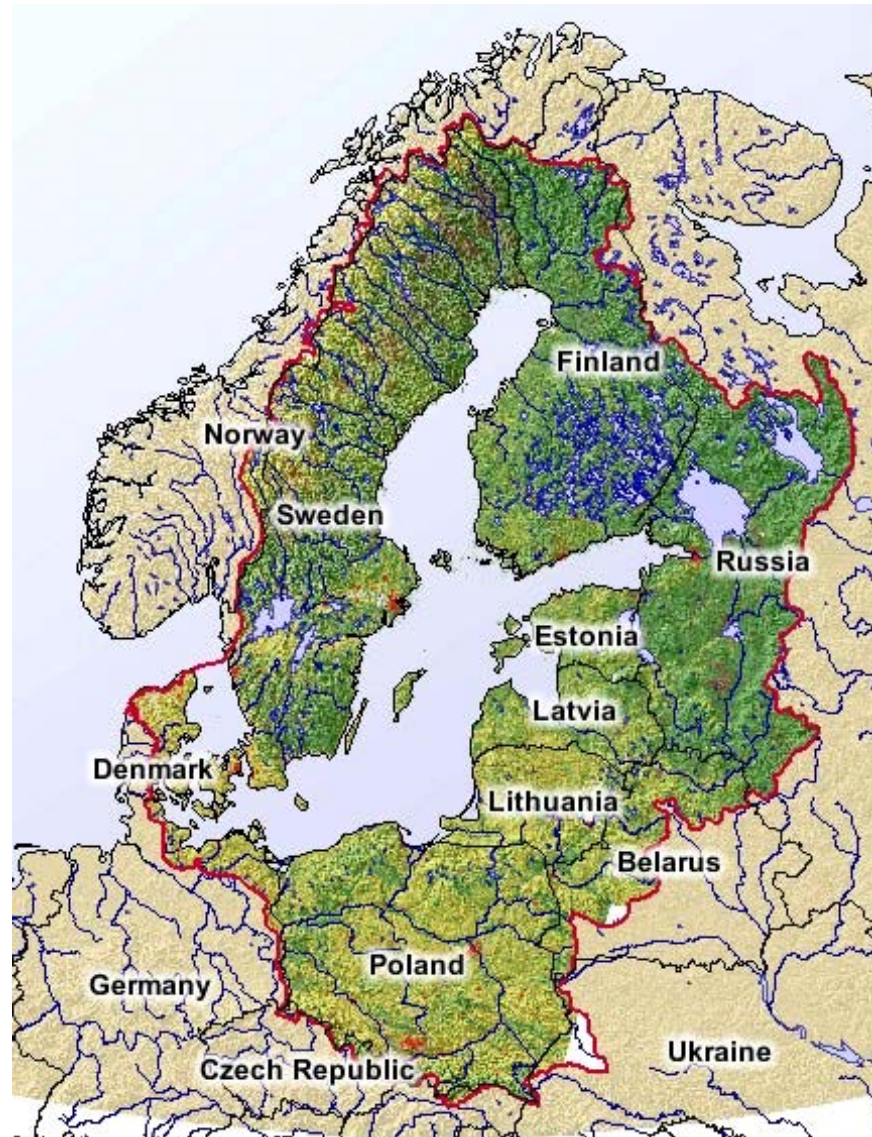 Finland
Norway
Sweden
Russia
Estonia
Latvia
Denmark
Lithuania
Belarus
Poland
Germany
Ukraine
Czech Republic